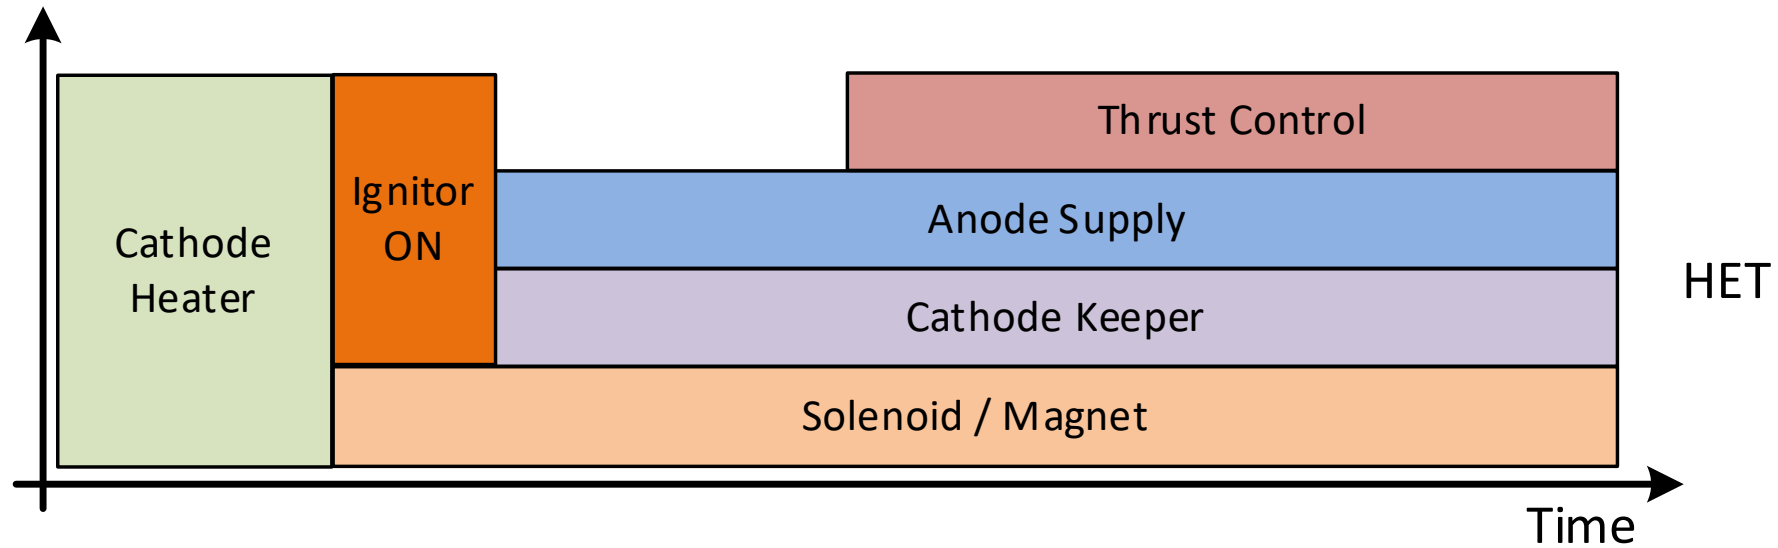 Thrust Control
Ignitor
ON
Anode Supply
Cathode
Heater
Cathode Keeper
HET
Solenoid / Magnet
Time